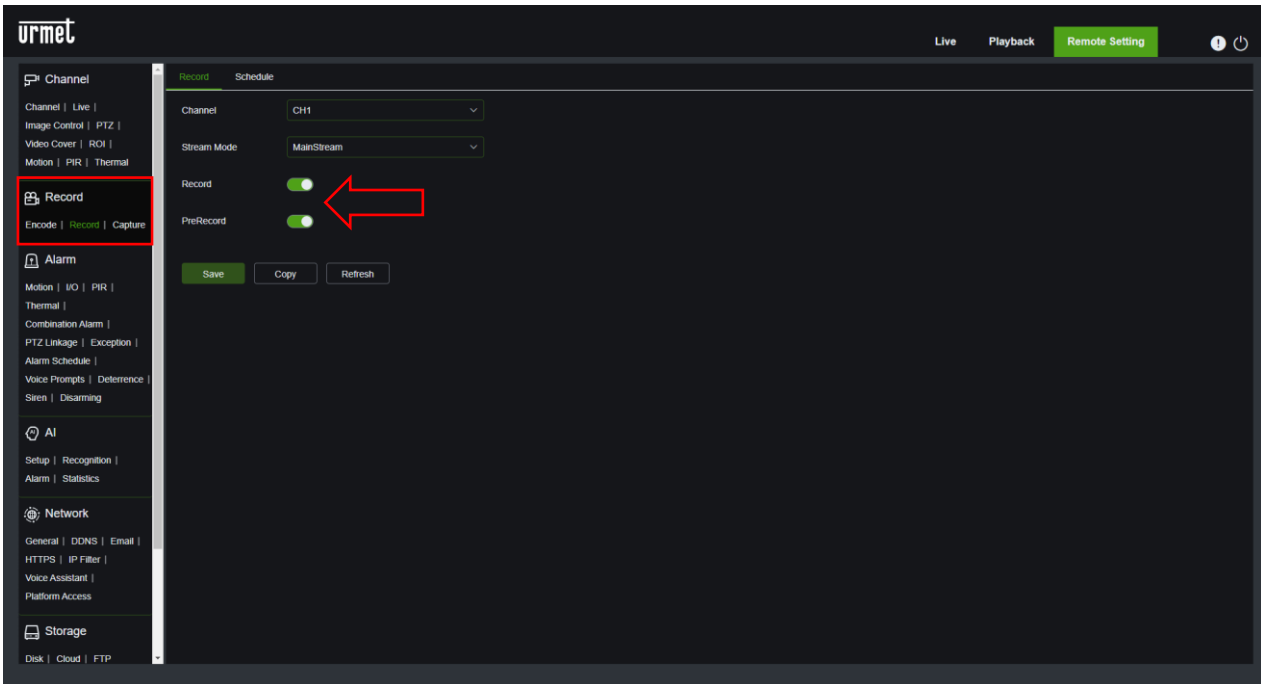 urmet
Live Playback Remote Setting
Channel
Channel | Live |
Image Control | PTZ |
Video Cover | ROI |
Motion | PIR | Thermal
Record
Encode | Record | Capture
Alarm
Motion | I/O | PIR |
Thermal |
Combination Alarm |
PTZ Linkage | Exception |
Alarm Schedule |
Voice Prompts | Deterrence |
Siren | Disarming
AI
Setup | Recognition |
Alarm | Statistics
Network
General | DDNS | Email |
HTTPS | IP Filter |
Voice Assistant |
Platform Access
Storage
Disk | Cloud | FTP
Record Schedule
Channel CH1
Stream Mode MainStream
Record
PreRecord
Save Copy Refresh